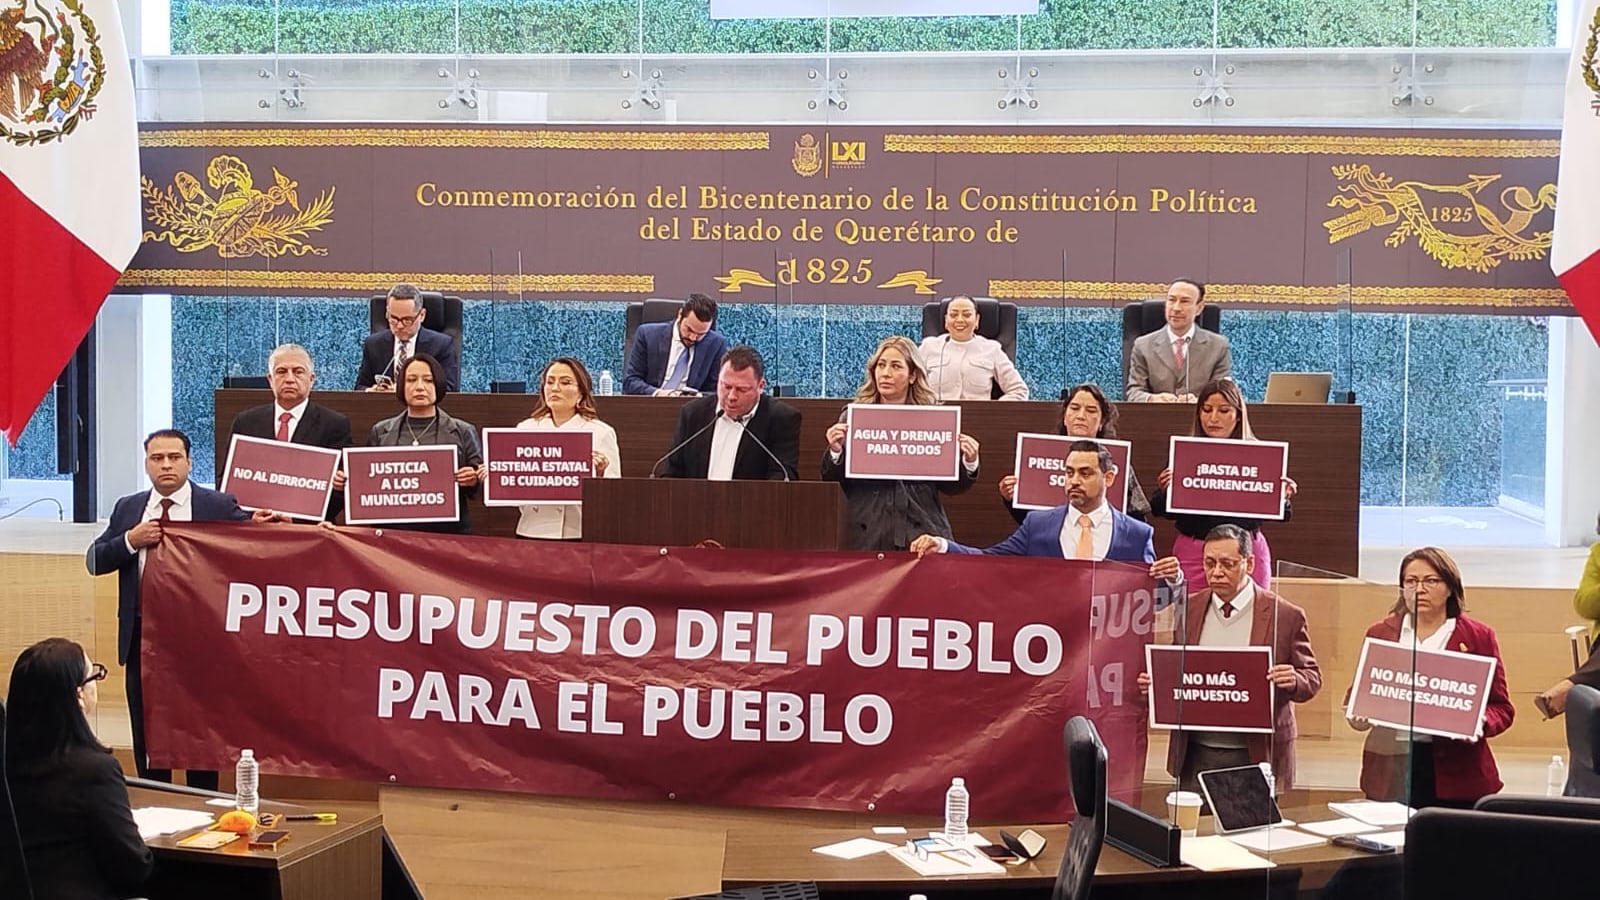 LXI
Conmemoración del Bicentenario de la Constitución Política
del Estado de Querétaro de
1825
1825
NO AL DERROCHE
JUSTICIA
A LOS
MUNICIPIOS
POR UN
SISTEMA ESTATAL
DE CUIDADOS
AGUA Y DRENAJE
PARA TODOS
¡BASTA DE
OCURRENCIAS!
PRESUPUESTO DEL PUEBLO
PARA EL PUEBLO
NO MÁS
IMPUESTOS
NO MÁS OBRAS
INNECESARIAS